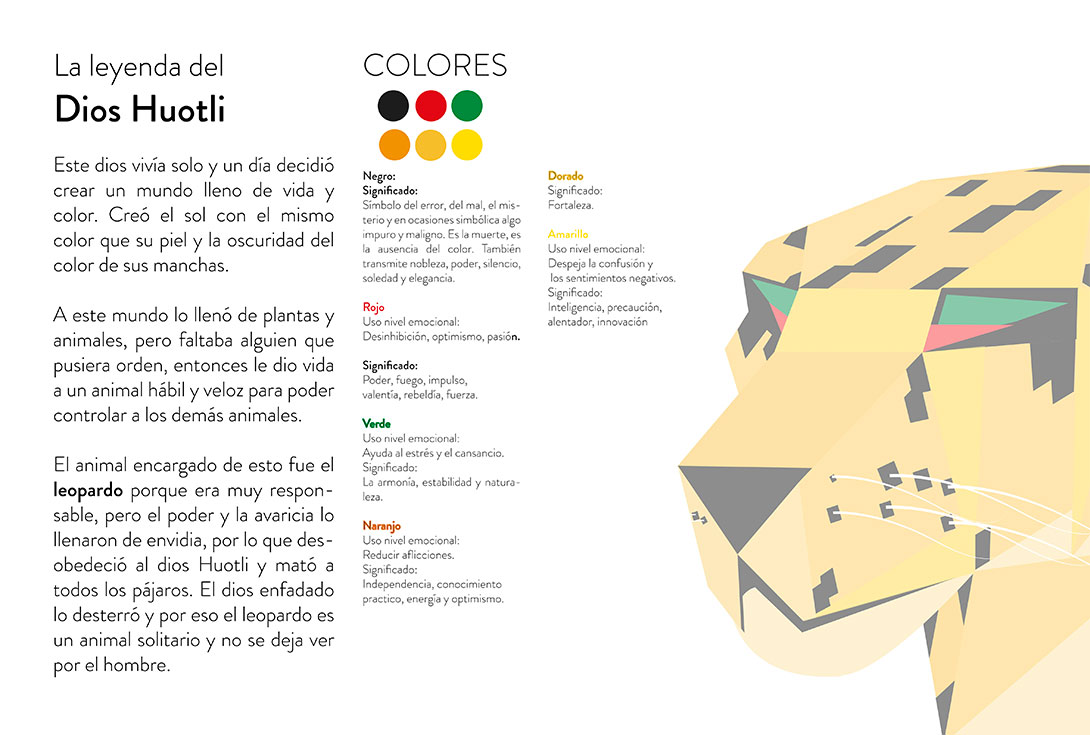 La leyenda del
Dios Huotli
Este dios vivía solo y un día decidió
crear un mundo lleno de vida y
color. Creó el sol con el mismo
color que su piel y la oscuridad del
color de sus manchas.
A este mundo lo llenó de plantas y
animales, pero faltaba alguien que
pusiera orden, entonces le dio vida
a un animal hábil y veloz para poder
controlar a los demás animales.
El animal encargado de esto fue el
leopardo porque era muy respon-
sable, pero el poder y la avaricia lo
llenaron de envidia, por lo que des-
obedeció al dios Huotli y mató a
todos los pájaros. El dios enfadado
lo desterró y por eso el leopardo es
un animal solitario y no se deja ver
por el hombre.
COLORES
Negro:
Significado:
Símbolo del error, del mal, el mis-
terio y en ocasiones simbólica algo
impuro y maligno. Es la muerte, es
la ausencia del color. También
transmite nobleza, poder, silencio,
soledad y elegancia.
Rojo
Uso nivel emocional:
Desinhibición, optimismo, pasión.
Significado:
Poder, fuego, impulso,
valentía, rebeldía, fuerza.
Verde
Uso nivel emocional:
Ayuda al estrés y el cansancio.
Significado:
La armonía, estabilidad y natura-
leza.
Naranjo
Uso nivel emocional:
Reducir aflicciones.
Significado:
Independencia, conocimiento
practico, energía y optimismo.
Dorado
Significado:
Fortaleza.
Amarillo
Uso nivel emocional:
Despeja la confusión y
los sentimientos negativos.
Significado:
Inteligencia, precaución,
alentador, innovación